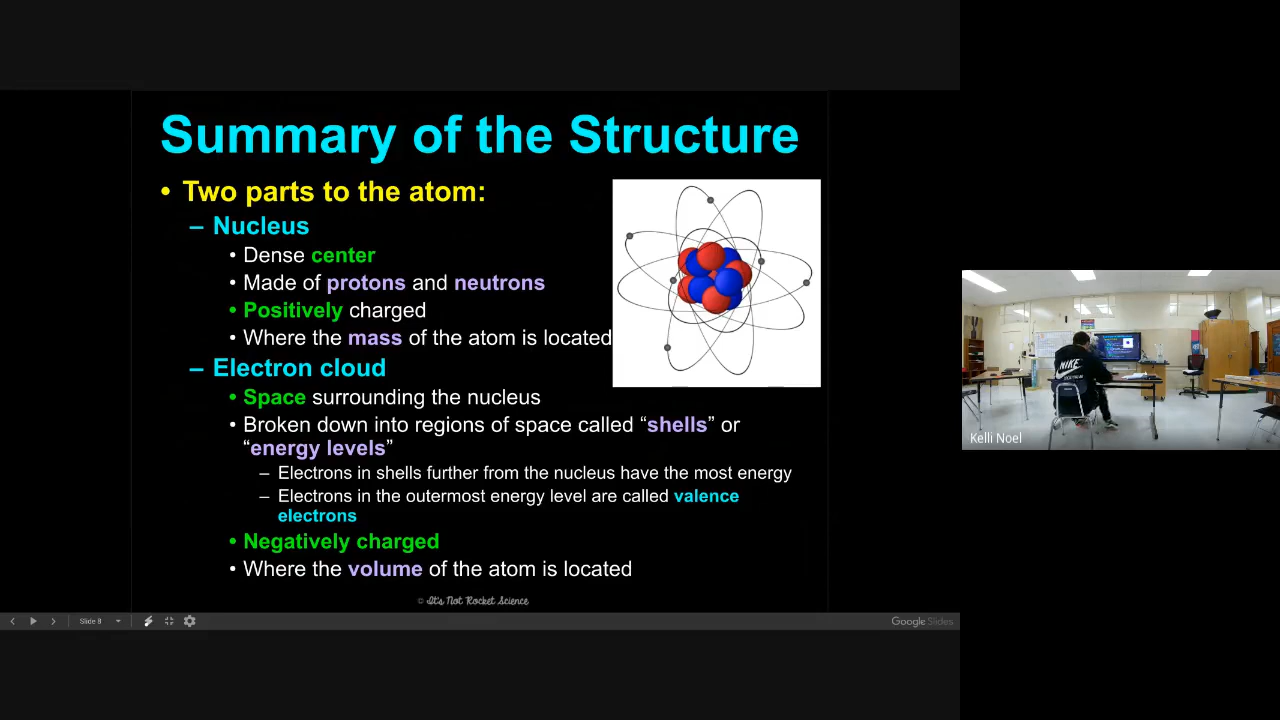 Summary of the Structure
• Two parts to the atom:
– Nucleus
• Dense center
• Made of protons and neutrons
• Positively charged
• Where the mass of the atom is located
– Electron cloud
• Space surrounding the nucleus
• Broken down into regions of space called “shells” or
“energy levels”
– Electrons in shells further from the nucleus have the most energy
– Electrons in the outermost energy level are called valence
electrons
• Negatively charged
• Where the volume of the atom is located
© It's Not Rocket Science
Slide 8
Google Slides
NIKE
Kelli Noel